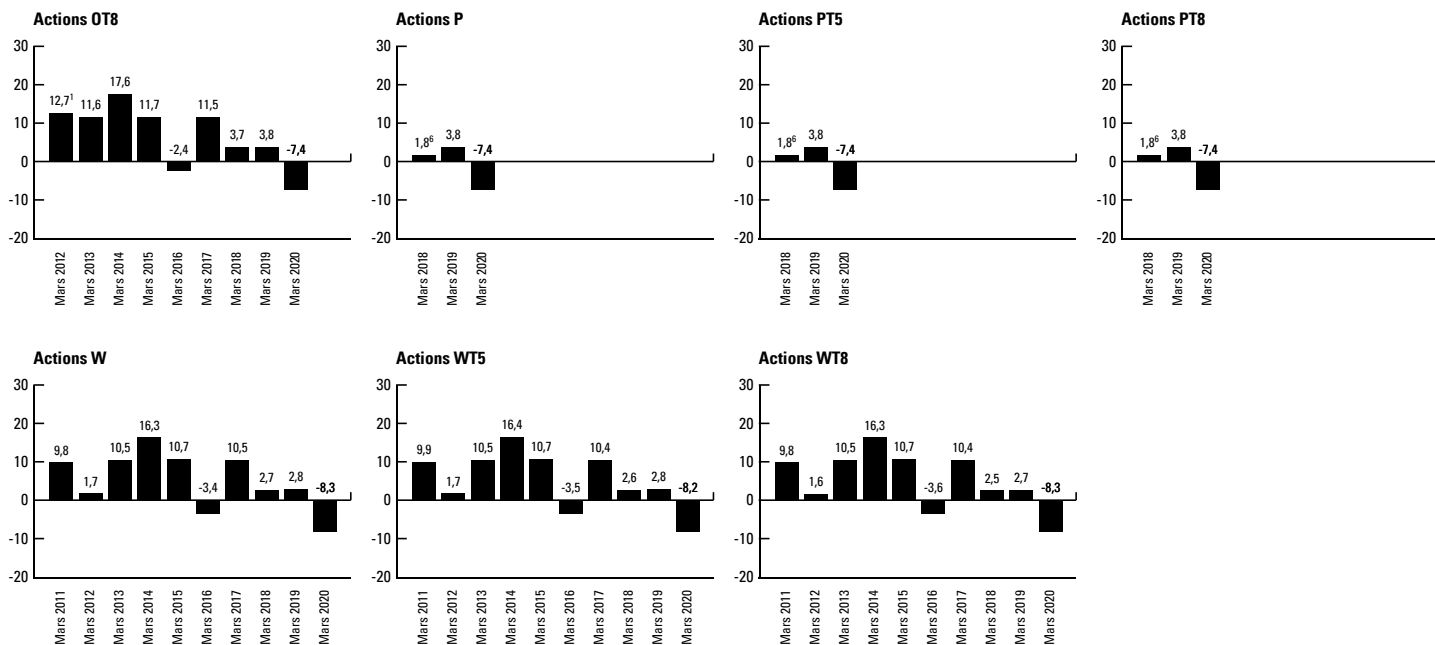 Actions OT8
30
20
10
0
-10
-20
12,7¹
11,6
17,6
11,7
-2,4
11,5
3,7
3,8
-7,4
Mars 2012
Mars 2013
Mars 2014
Mars 2015
Mars 2016
Mars 2017
Mars 2018
Mars 2019
Mars 2020
Actions P
30
20
10
0
-10
-20
1,8⁶
3,8
-7,4
Mars 2018
Mars 2019
Mars 2020
Actions PT5
30
20
10
0
-10
-20
1,8⁶
3,8
-7,4
Mars 2018
Mars 2019
Mars 2020
Actions PT8
30
20
10
0
-10
-20
1,8⁶
3,8
-7,4
Mars 2018
Mars 2019
Mars 2020
Actions W
30
20
10
0
-10
-20
9,8
1,7
10,5
16,3
10,7
-3,4
10,5
2,7
2,8
-8,3
Mars 2011
Mars 2012
Mars 2013
Mars 2014
Mars 2015
Mars 2016
Mars 2017
Mars 2018
Mars 2019
Mars 2020
Actions WT5
30
20
10
0
-10
-20
9,9
1,7
10,5
16,4
10,7
-3,5
10,4
2,6
2,8
-8,2
Mars 2011
Mars 2012
Mars 2013
Mars 2014
Mars 2015
Mars 2016
Mars 2017
Mars 2018
Mars 2019
Mars 2020
Actions WT8
30
20
10
0
-10
-20
9,8
1,6
10,5
16,3
10,7
-3,6
10,4
2,5
2,7
-8,3
Mars 2011
Mars 2012
Mars 2013
Mars 2014
Mars 2015
Mars 2016
Mars 2017
Mars 2018
Mars 2019
Mars 2020